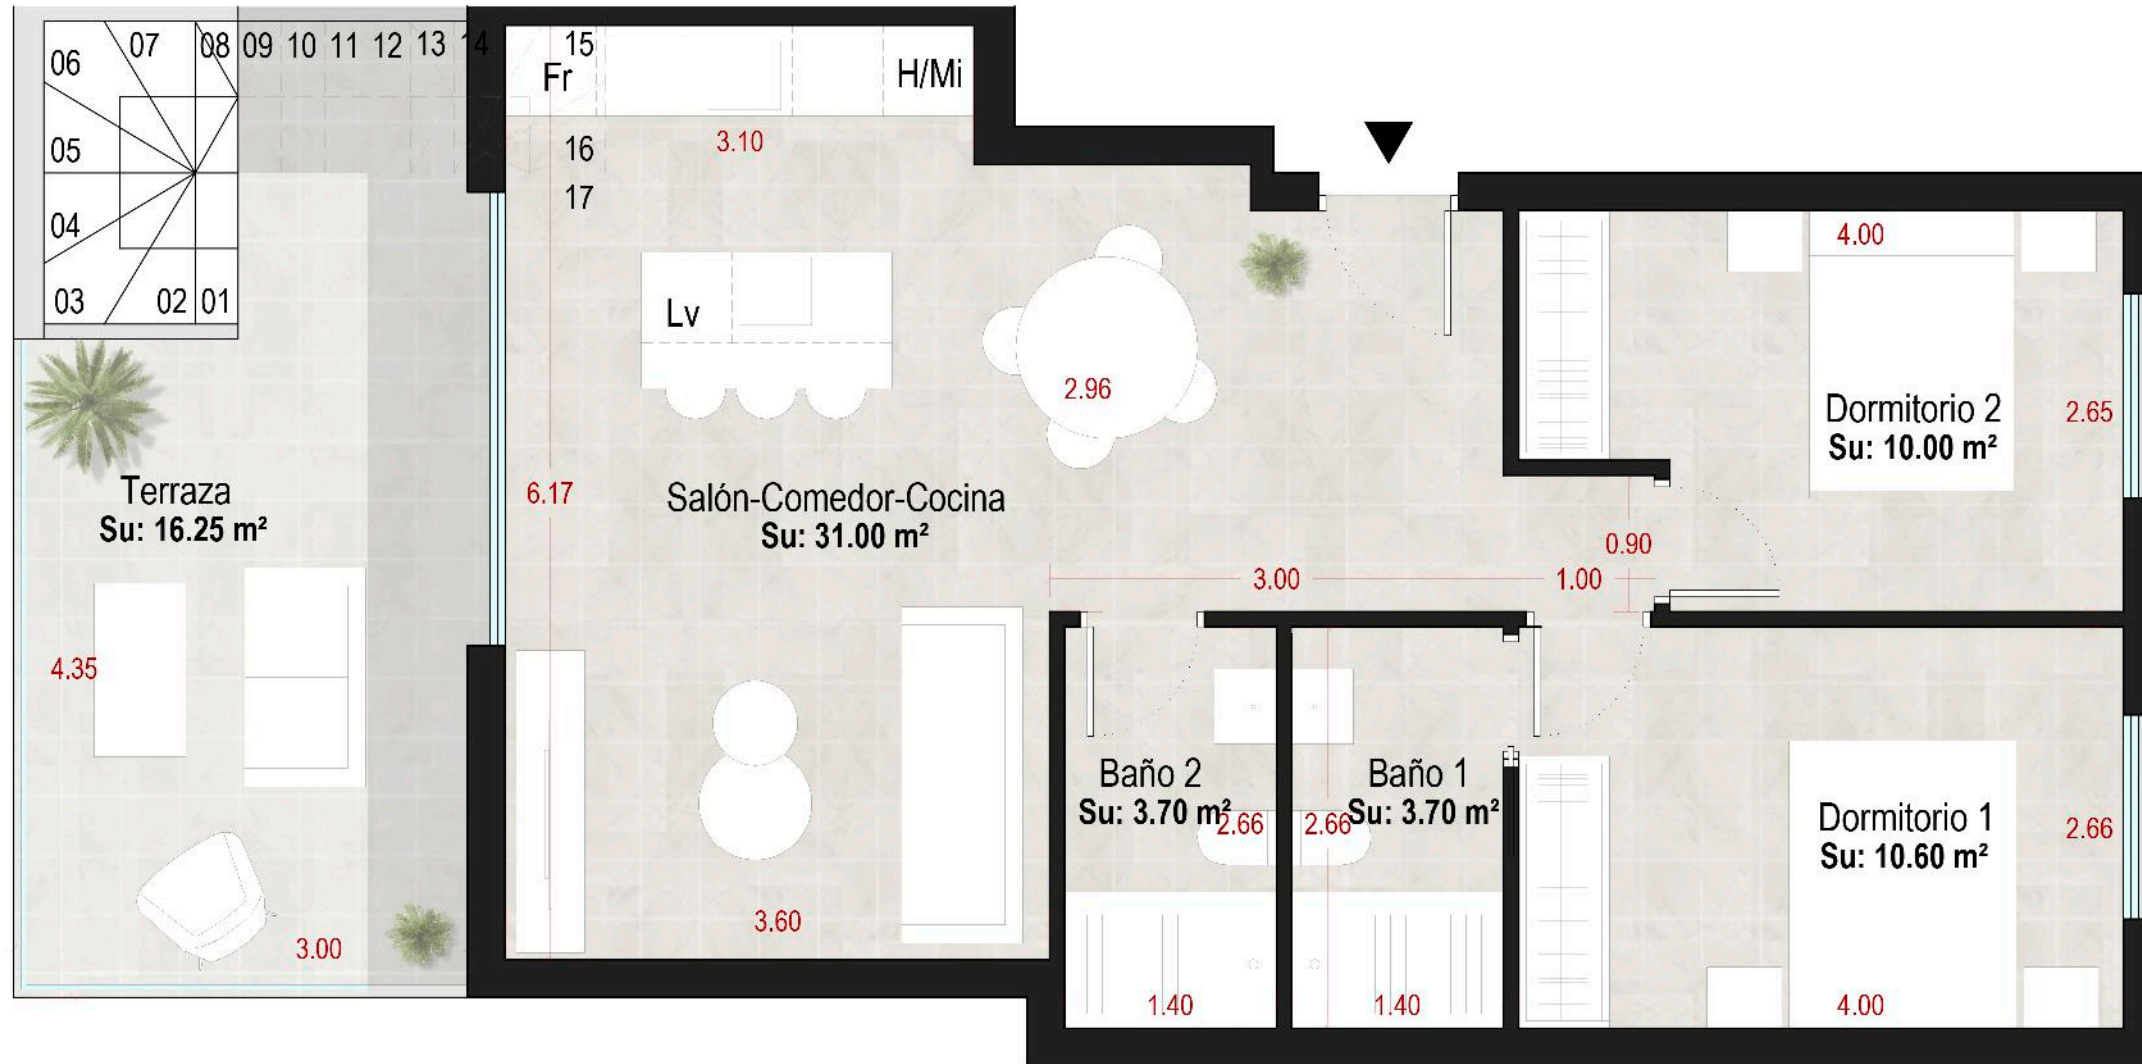 06
07
08
09
10
11
12
13
14
15
Fr
H/Mi
05
16
3.10
17
04
03
02
01
4.00
Lv
2.96
Dormitorio 2
Su: 10.00 m²
2.65
Terraza
Su: 16.25 m²
6.17
Salón-Comedor-Cocina
Su: 31.00 m²
0.90
3.00
1.00
4.35
Baño 2
Su: 3.70 m²
2.66
Baño 1
Su: 3.70 m²
2.66
Dormitorio 1
Su: 10.60 m²
2.66
3.00
3.60
1.40
1.40
4.00